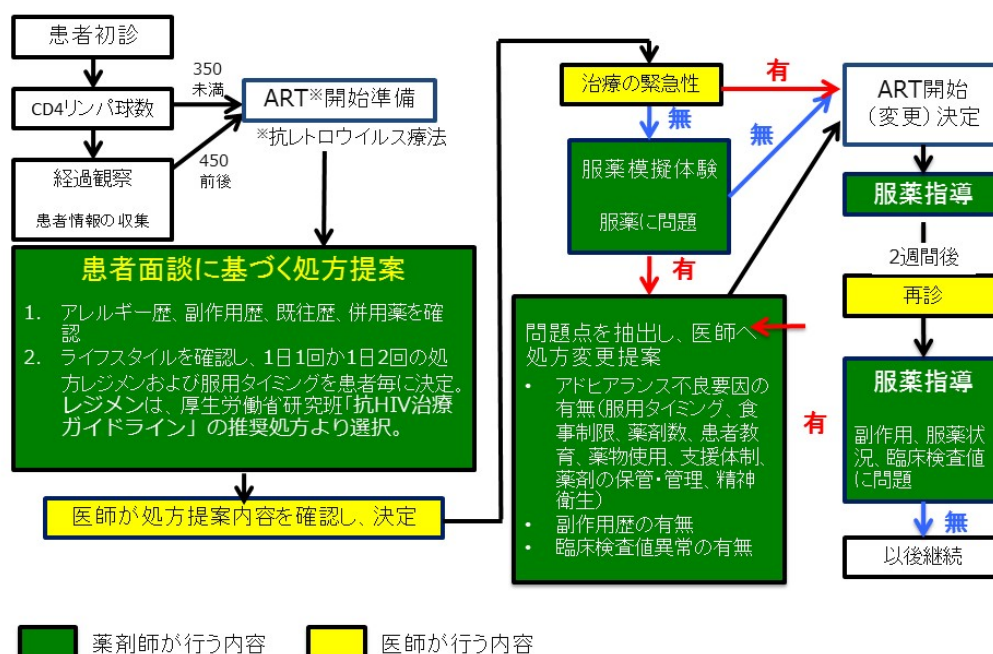 患者初診
CD4リンパ球数
350
未満
ART※開始準備
※抗レトロウイルス療法
450
前後
経過観察
患者情報の収集
患者面談に基づく処方提案
1. アレルギー歴、副作用歴、既往歴、併用薬を確
認
2. ライフスタイルを確認し、1日1回か1日2回の処
方レジメンおよび服用タイミングを患者毎に決定。
レジメンは、厚生労働省研究班「抗HIV治療
ガイドライン」の推奨処方より選択。
医師が処方提案内容を確認し、決定
治療の緊急性
有
無
無
服薬模擬体験
服薬に問題
有
問題点を抽出し、医師へ
処方変更提案
• アドヒアランス不良要因の
有無(服用タイミング、食
事制限、薬剤数、患者教
育、薬物使用、支援体制、
薬剤の保管・管理、精神
衛生)
• 副作用歴の有無
• 臨床検査値異常の有無
ART開始
(変更)決定
服薬指導
2週間後
再診
服薬指導
副作用、服薬状
況、臨床検査値
に問題
有
無
以後継続
薬剤師が行う内容
医師が行う内容